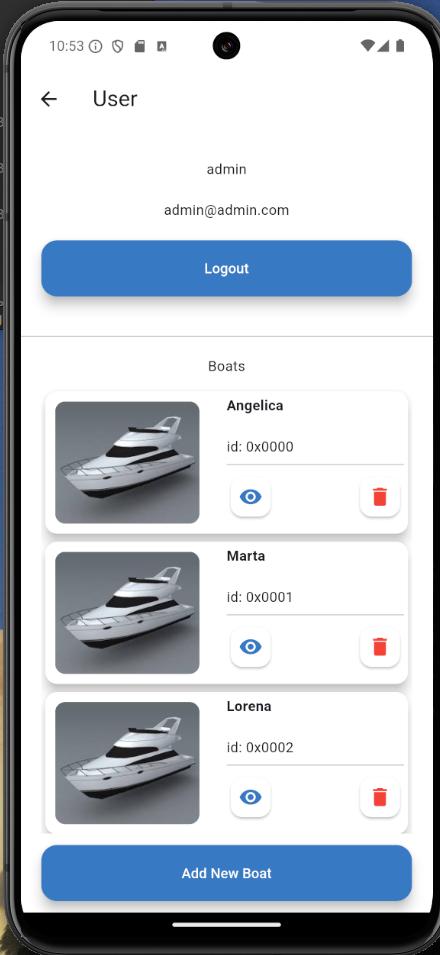 10:53
User
admin
admin@admin.com
Logout
Boats
Angelica
id: 0x0000
Marta
id: 0x0001
Lorena
id: 0x0002
Add New Boat